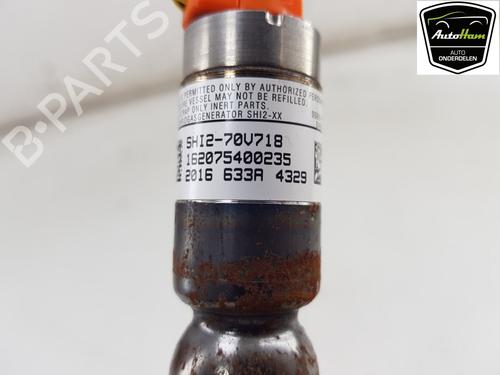 AutoHam
AUTO
ONDERDELEN
B-PARTS
PERMITTED ONLY BY AUTHORIZED
VESSEL MAY NOT BE REFILLED.
ONLY INERT PARTS.
SHI2-XX
SHI2-70V718
162075400235
2016 633A 4329